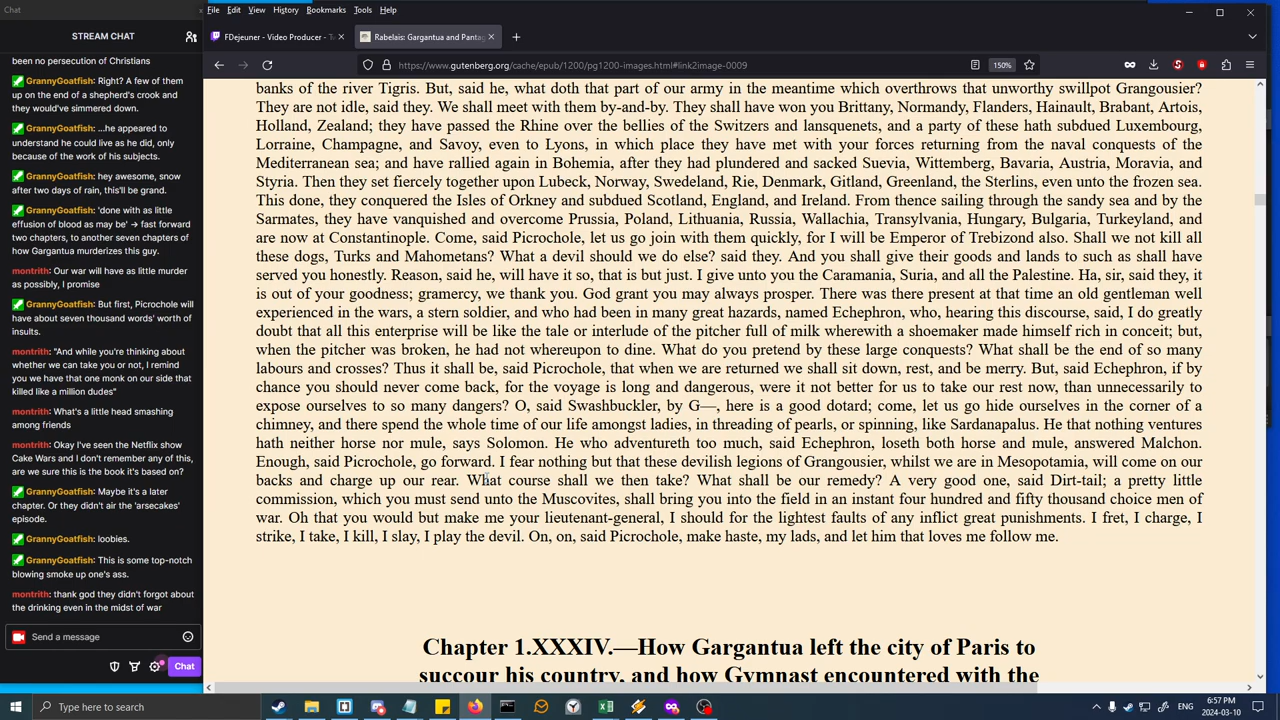 Chat
STREAM CHAT
been no persecution of Christians
GrannyGoatfish: Right? A few of them
up on the end of a shepherd's crook and
they would've simmered down.
GrannyGoatfish: ...he appeared to
understand he could live as he did, only
because of the work of his subjects.
GrannyGoatfish: hey awesome, snow
after two days of rain, this'll be grand.
GrannyGoatfish: 'done with as little
effusion of blood as may be' → fast forward
two chapters, to another seven chapters of
how Gargantua murderizes this guy.
montrith: Our war will have as little murder
as possibly, I promise
GrannyGoatfish: But first, Picrochole will
have about seven thousand words' worth of
insults.
montrith: "And while you're thinking about
whether we can take you or not, I remind
you we have that one monk on our side that
killed like a million dudes"
montrith: What's a little head smashing
among friends
montrith: Okay I've seen the Netflix show
Cake Wars and I don't remember any of this,
are we sure this is the book it's based on?
GrannyGoatfish: Maybe it's a later
chapter. Or they didn't air the 'arsecakes'
episode.
GrannyGoatfish: loobies.
GrannyGoatfish: This is some top-notch
blowing smoke up one's ass.
montrith: thank god they didn't forgot about
the drinking even in the midst of war
Send a message
Chat
File Edit View History Bookmarks Tools Help
FDejeuner - Video Producer - T
Rabelais: Gargantua and Pantag
https://www.gutenberg.org/cache/epub/1200/pg1200-images.html#link2image-0009
150%
banks of the river Tigris. But, said he, what doth that part of our army in the meantime which overthrows that unworthy swillpot Grangousier?
They are not idle, said they. We shall meet with them by-and-by. They shall have won you Brittany, Normandy, Flanders, Hainault, Brabant, Artois,
Holland, Zealand; they have passed the Rhine over the bellies of the Switzers and lansquenets, and a party of these hath subdued Luxembourg,
Lorraine, Champagne, and Savoy, even to Lyons, in which place they have met with your forces returning from the naval conquests of the
Mediterranean sea; and have rallied again in Bohemia, after they had plundered and sacked Suevia, Wittemberg, Bavaria, Austria, Moravia, and
Styria. Then they set fiercely together upon Lubeck, Norway, Swedeland, Rie, Denmark, Gitland, Greenland, the Sterlins, even unto the frozen sea.
This done, they conquered the Isles of Orkney and subdued Scotland, England, and Ireland. From thence sailing through the sandy sea and by the
Sarmates, they have vanquished and overcome Prussia, Poland, Lithuania, Russia, Wallachia, Transylvania, Hungary, Bulgaria, Turkeyland, and
are now at Constantinople. Come, said Picrochole, let us go join with them quickly, for I will be Emperor of Trebizond also. Shall we not kill all
these dogs, Turks and Mahometans? What a devil should we do else? said they. And you shall give their goods and lands to such as shall have
served you honestly. Reason, said he, will have it so, that is but just. I give unto you the Caramania, Suria, and all the Palestine. Ha, sir, said they, it
is out of your goodness; gramercy, we thank you. God grant you may always prosper. There was there present at that time an old gentleman well
experienced in the wars, a stern soldier, and who had been in many great hazards, named Echephron, who, hearing this discourse, said, I do greatly
doubt that all this enterprise will be like the tale or interlude of the pitcher full of milk wherewith a shoemaker made himself rich in conceit; but,
when the pitcher was broken, he had not whereupon to dine. What do you pretend by these large conquests? What shall be the end of so many
labours and crosses? Thus it shall be, said Picrochole, that when we are returned we shall sit down, rest, and be merry. But, said Echephron, if by
chance you should never come back, for the voyage is long and dangerous, were it not better for us to take our rest now, than unnecessarily to
expose ourselves to so many dangers? O, said Swashbuckler, by G—, here is a good dotard; come, let us go hide ourselves in the corner of a
chimney, and there spend the whole time of our life amongst ladies, in threading of pearls, or spinning, like Sardanapalus. He that nothing ventures
hath neither horse nor mule, says Solomon. He who adventureth too much, said Echephron, loseth both horse and mule, answered Malchon.
Enough, said Picrochole, go forward. I fear nothing but that these devilish legions of Grangousier, whilst we are in Mesopotamia, will come on our
backs and charge up our rear. What course shall we then take? What shall be our remedy? A very good one, said Dirt-tail; a pretty little
commission, which you must send unto the Muscovites, shall bring you into the field in an instant four hundred and fifty thousand choice men of
war. Oh that you would but make me your lieutenant-general, I should for the lightest faults of any inflict great punishments. I fret, I charge, I
strike, I take, I kill, I slay, I play the devil. On, on, said Picrochole, make haste, my lads, and let him that loves me follow me.
Chapter 1.XXXIV.—How Gargantua left the city of Paris to
succour his country, and how Gymnast encountered with the
Type here to search
6:57 PM
2024-03-10